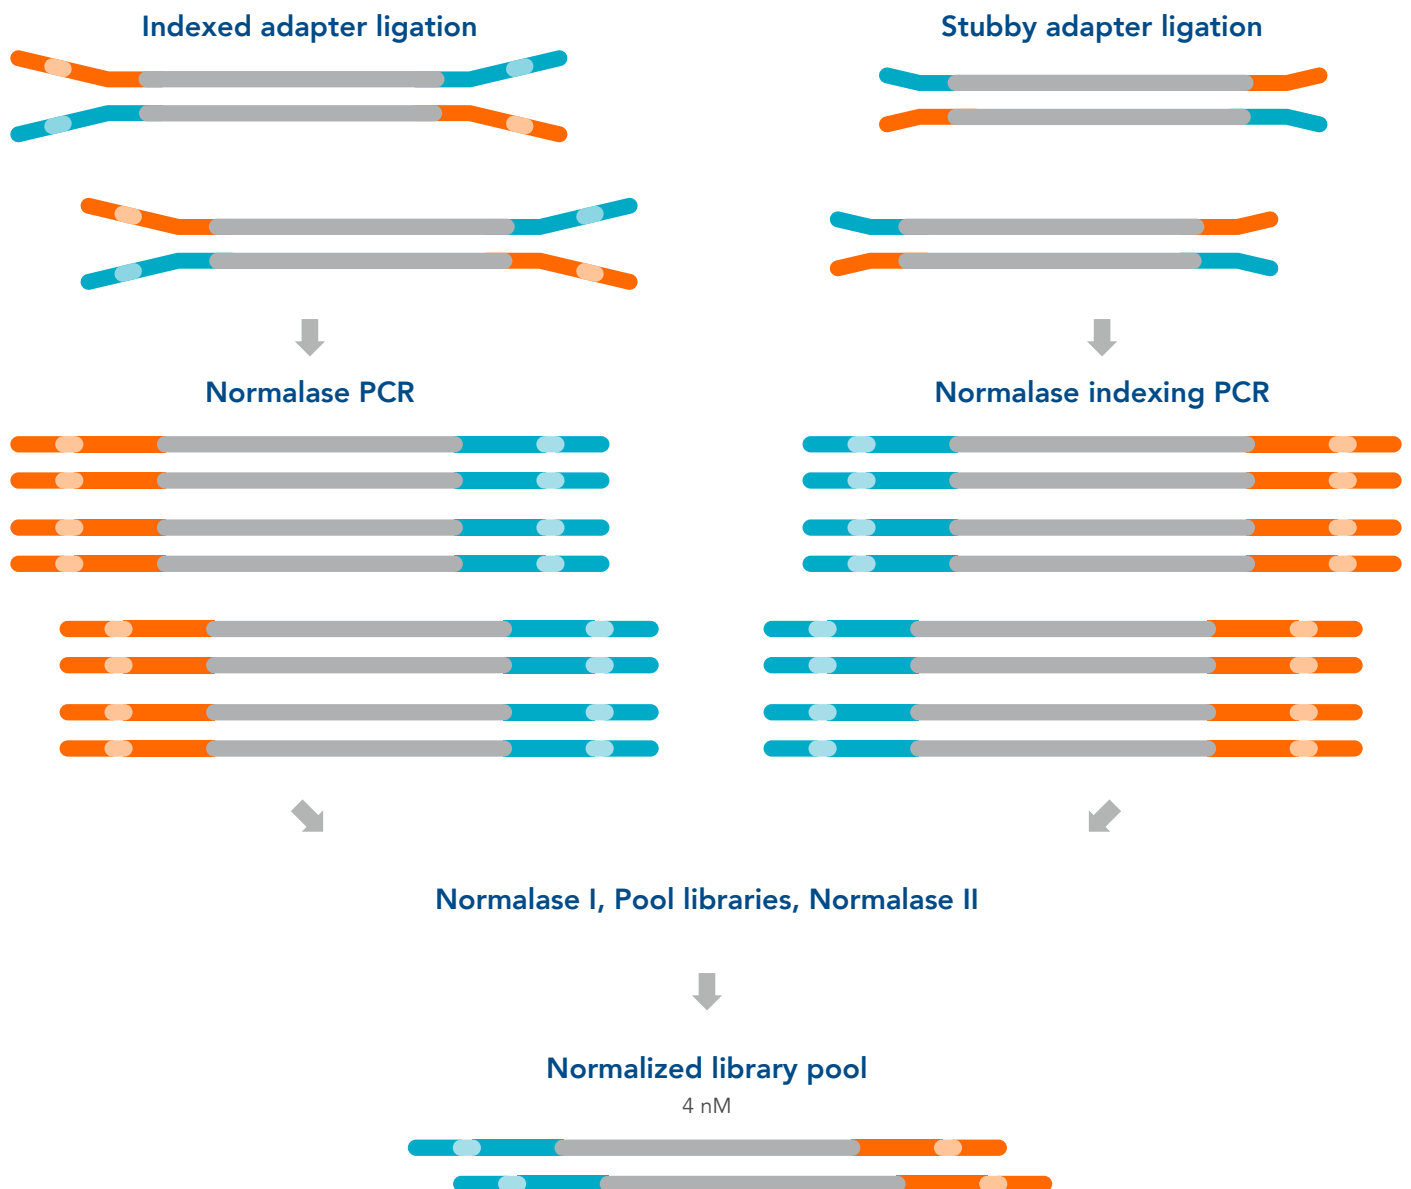 Indexed adapter ligation
Stubby adapter ligation
Normalase PCR
Normalase indexing PCR
Normalase I, Pool libraries, Normalase II
Normalized library pool
4 nM